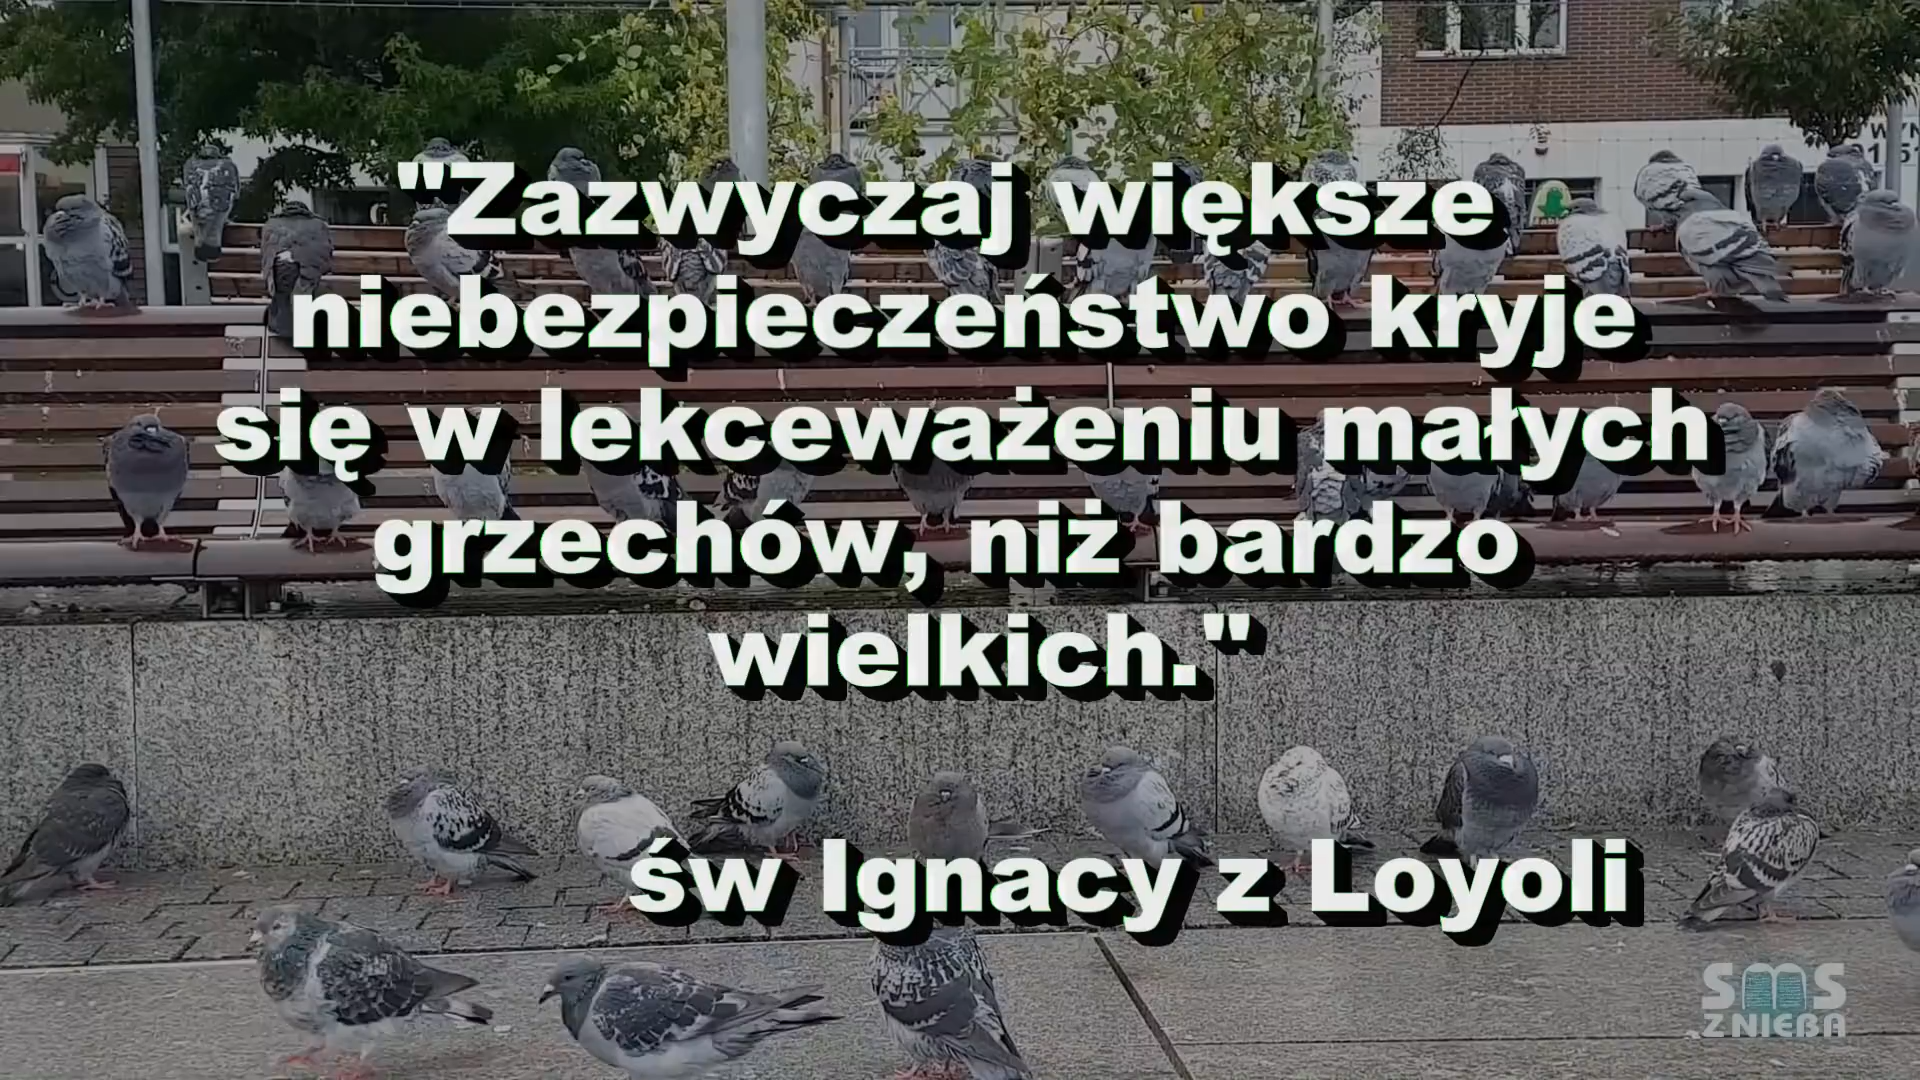 "Zazwyczaj większe
niebezpieczeństwo kryje
się w lekceważeniu małych
grzechów, niż bardzo
wielkich."
św Ignacy z Loyoli
SMS
Z NIEBA